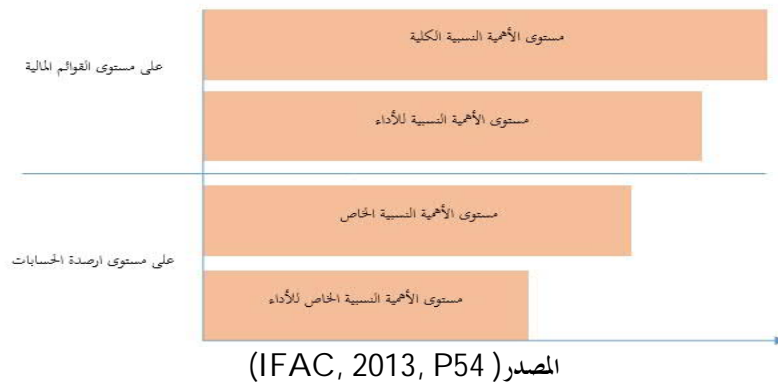 مستوى الأهمية النسبية الكلية
على مستوى القوائم المالية
مستوى الأهمية النسبية للأداء
مستوى الأهمية النسبية الخاص
على مستوى ارصدة الحسابات
مستوى الأهمية النسبية الخاص للأداء
المصدر( IFAC, 2013, P54)